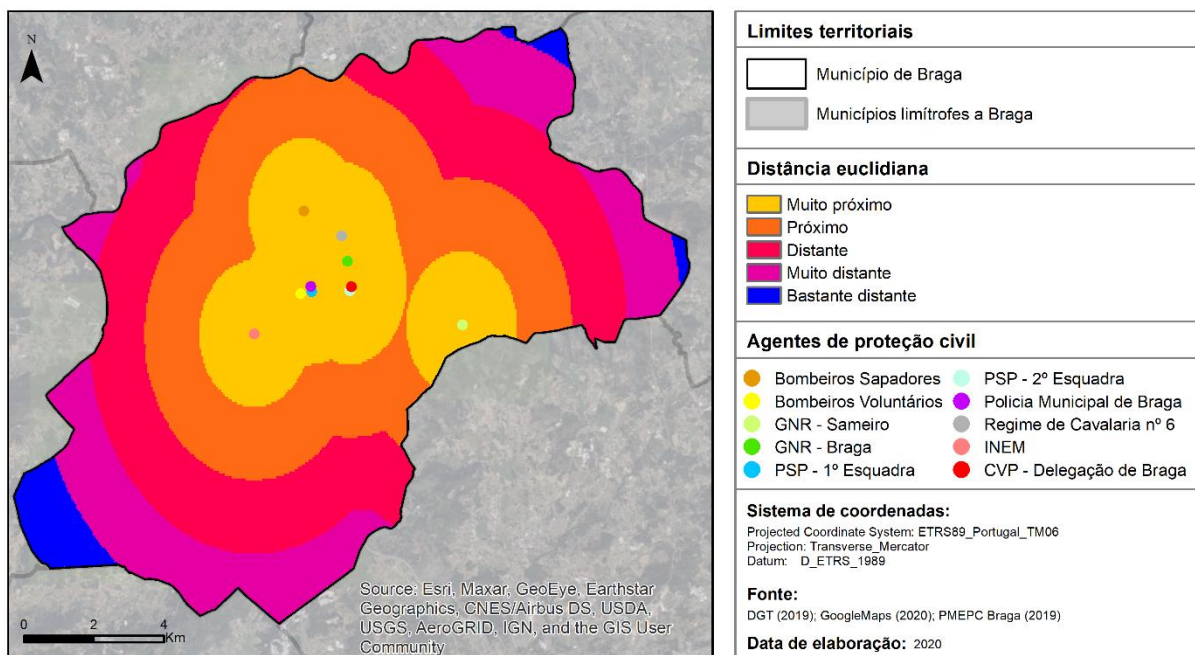 N
0
2
4
Km
Source: Esri, Maxar, GeoEye, Earthstar
Geographics, CNES/Airbus DS, USDA,
USGS, AeroGRID, IGN, and the GIS User
Community
Limites territoriais
Município de Braga
Municípios limítrofes a Braga
Distância euclidiana
Muito próximo
Próximo
Distante
Muito distante
Bastante distante
Agentes de proteção civil
Bombeiros Sapadores
Bombeiros Voluntários
GNR - Sameiro
GNR - Braga
PSP - 1º Esquadra
PSP - 2º Esquadra
Policia Municipal de Braga
Regime de Cavalaria nº 6
INEM
CVP - Delegação de Braga
Sistema de coordenadas:
Projected Coordinate System: ETRS89_Portugal_TM06
Projection: Transverse_Mercator
Datum: D_ETRS_1989
Fonte:
DGT (2019); GoogleMaps (2020); PMEPC Braga (2019)
Data de elaboração: 2020